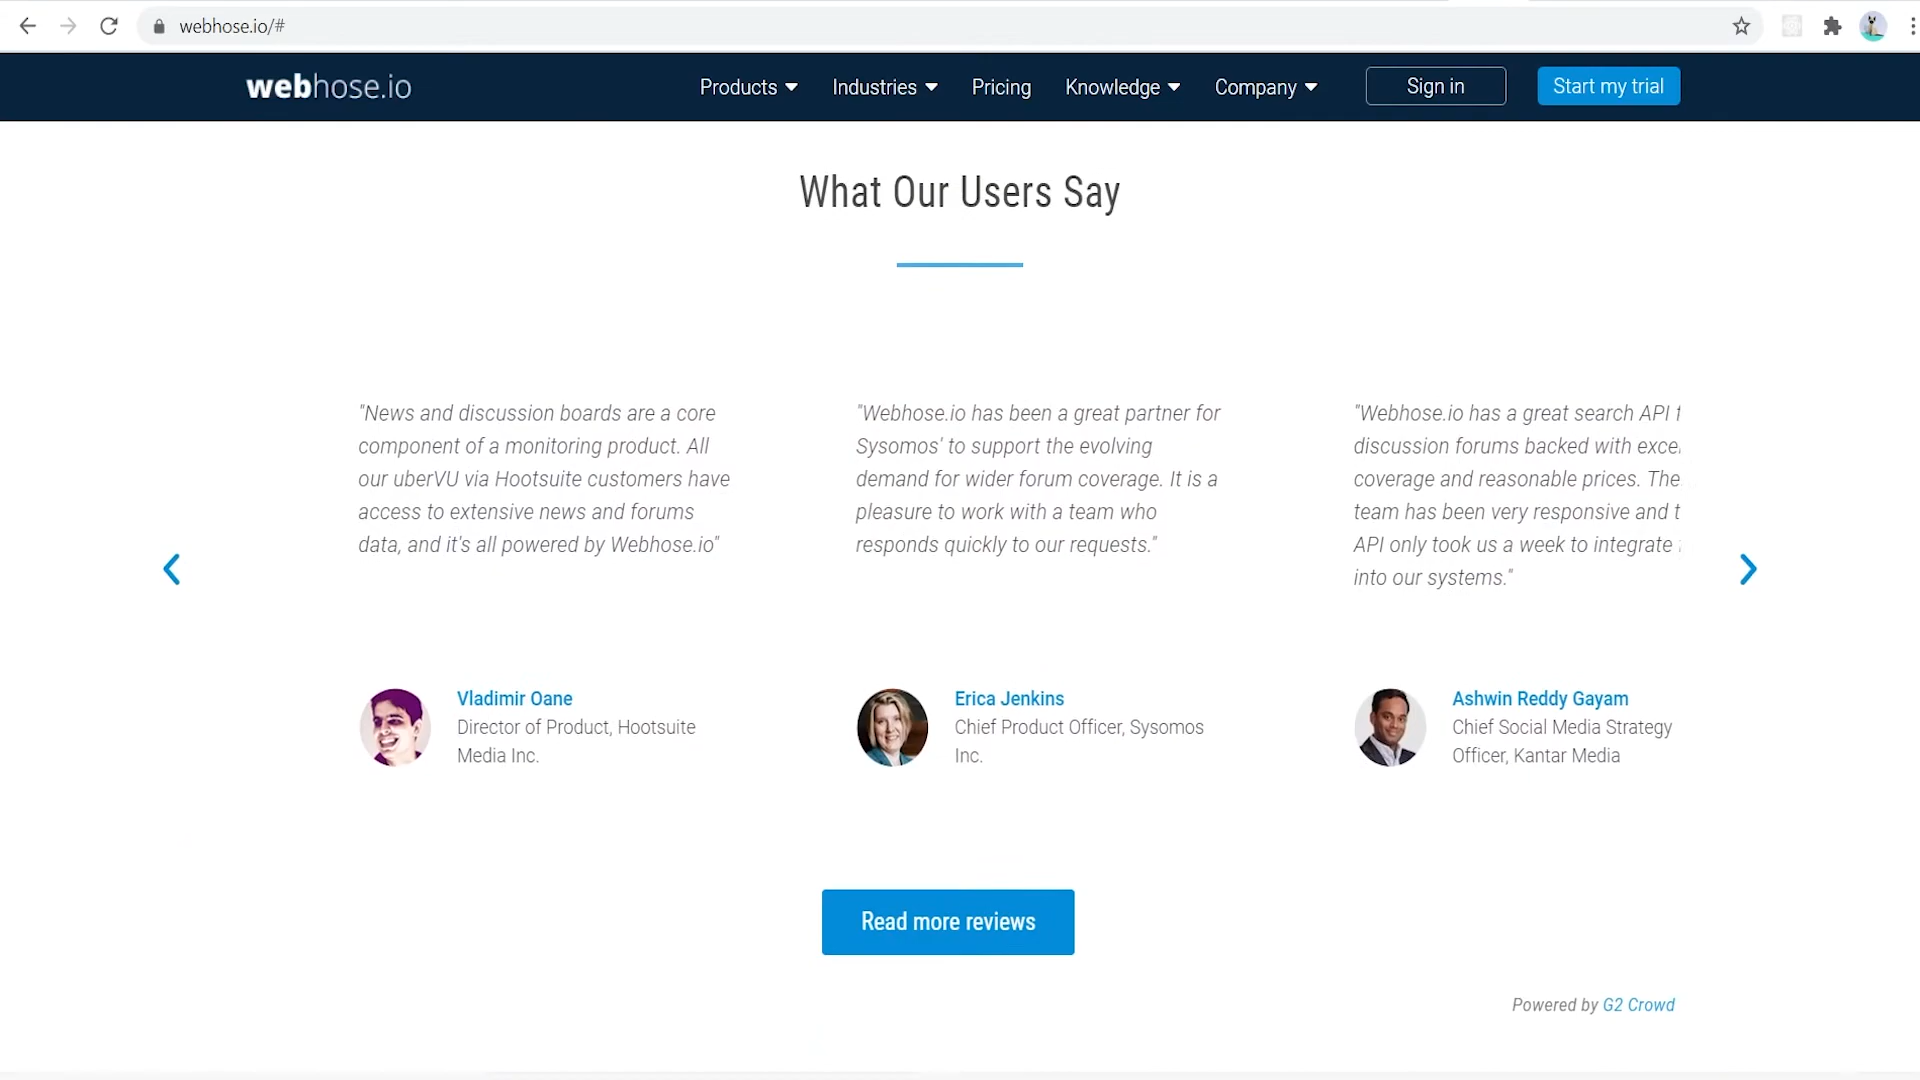 webhose.io/#
webhose.io
Products Industries Pricing Knowledge Company Sign in Start my trial
What Our Users Say
"News and discussion boards are a core
component of a monitoring product. All
our uberVU via Hootsuite customers have
access to extensive news and forums
data, and it's all powered by Webhose.io"
Vladimir Oane
Director of Product, Hootsuite
Media Inc.
"Webhose.io has been a great partner for
Sysomos' to support the evolving
demand for wider forum coverage. It is a
pleasure to work with a team who
responds quickly to our requests."
Erica Jenkins
Chief Product Officer, Sysomos
Inc.
"Webhose.io has a great search API
discussion forums backed with
coverage and reasonable prices.
team has been very responsive and
API only took us a week to integrate
into our systems."
Ashwin Reddy Gayam
Chief Social Media Strategy
Officer, Kantar Media
Read more reviews
Powered by G2 Crowd